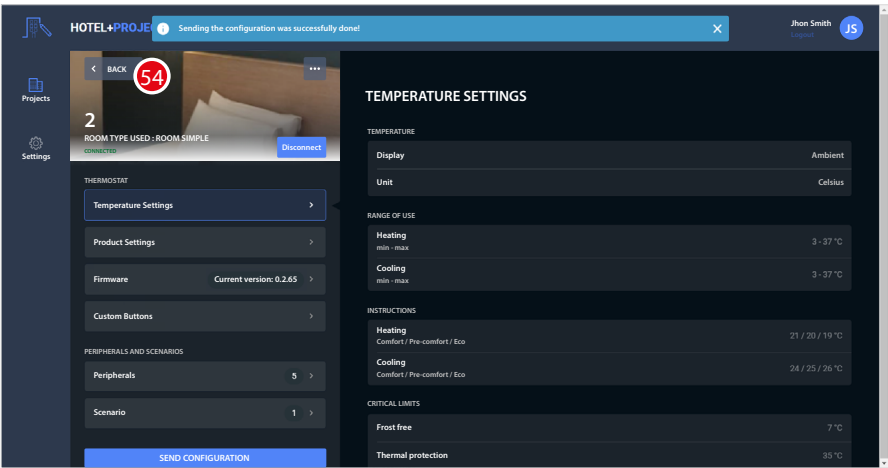 HOTEL+PROJE
Sending the configuration was successfully done!
Jhon Smith
Logout
JS
Projects
Settings
BACK
54
2
ROOM TYPE USED : ROOM SIMPLE
CONNECTED
Disconnect
THERMOSTAT
Temperature Settings
Product Settings
Firmware Current version: 0.2.65
Custom Buttons
PERIPHERALS AND SCENARIOS
Peripherals 5
Scenario 1
SEND CONFIGURATION
TEMPERATURE SETTINGS
TEMPERATURE
Display Ambient
Unit Celsius
RANGE OF USE
Heating
min - max
3 - 37 °C
Cooling
min - max
3 - 37 °C
INSTRUCTIONS
Heating
Comfort / Pre-comfort / Eco
21 / 20 / 19 °C
Cooling
Comfort / Pre-comfort / Eco
24 / 25 / 26 °C
CRITICAL LIMITS
Frost free 7 °C
Thermal protection 35 °C